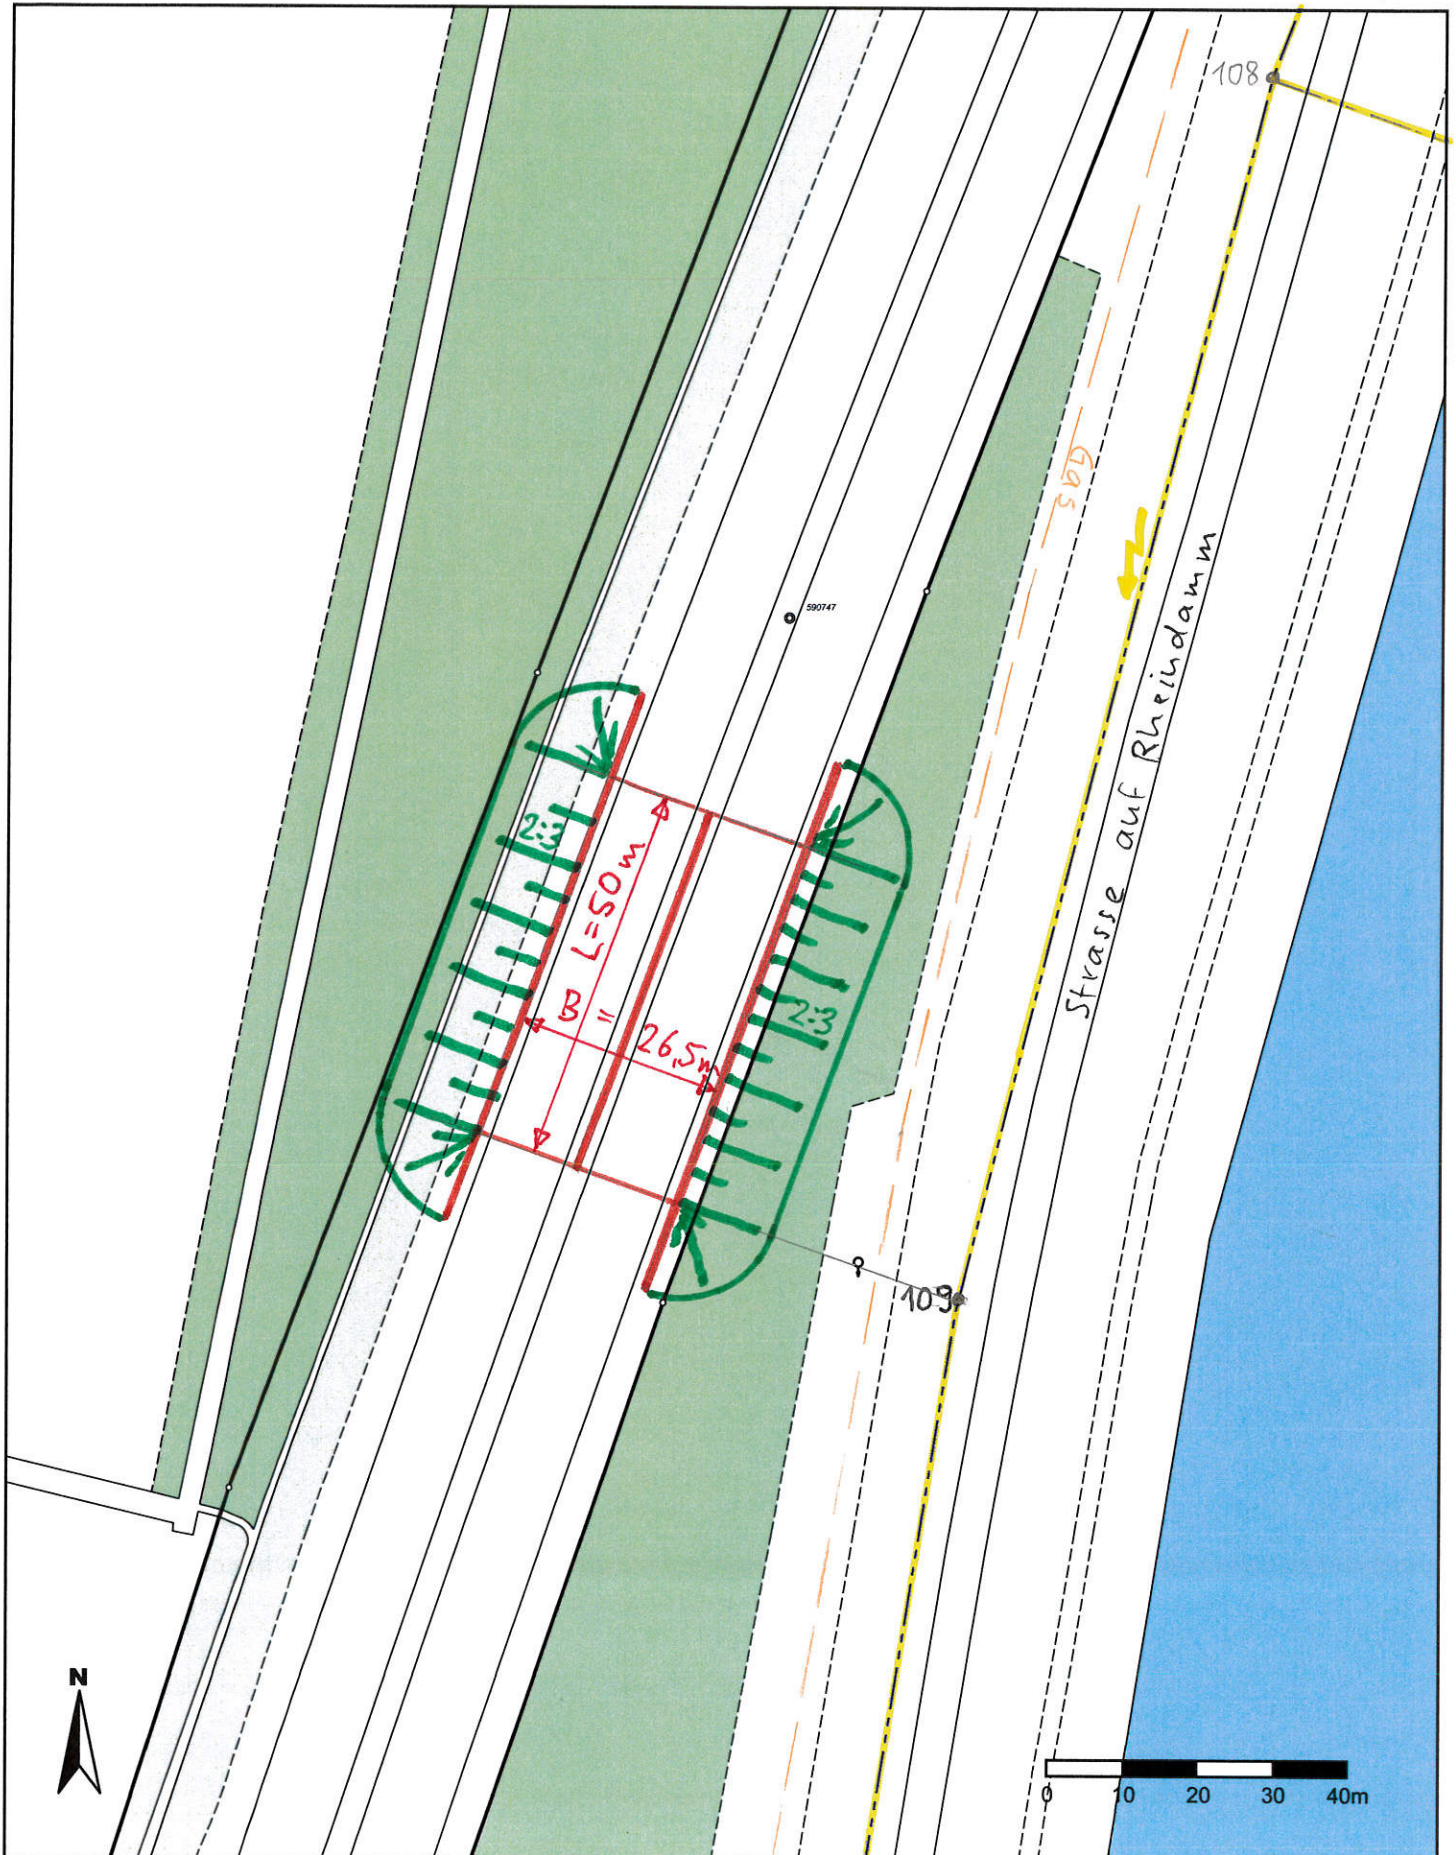 108
Gas
590747
Strasse auf Rheindamm
2:3
L=50m
B =
26,5m
2:3
109
N
0 10 20 30 40m